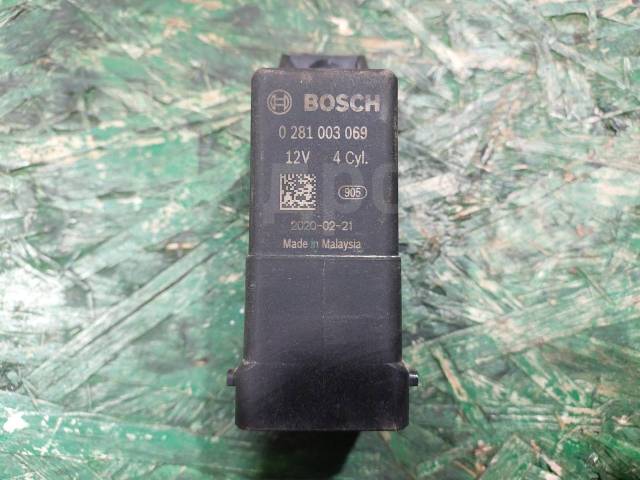 BOSCH
0 281 003 069
12V 4 Cyl.
905
2020-02-21
Made in Malaysia